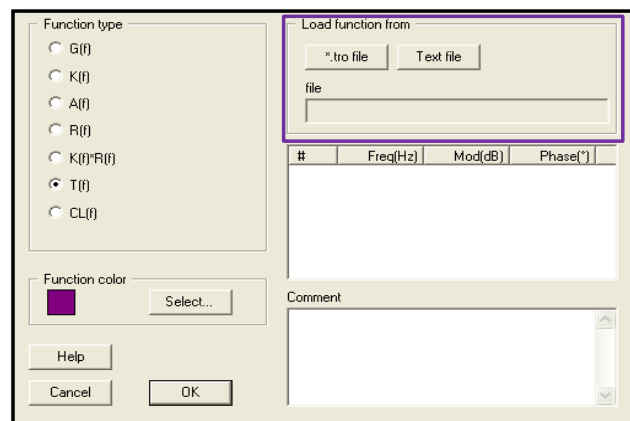 Function type
G(f)
K(f)
A(f)
R(f)
K(f)*R(f)
T(f)
CL(f)
Function color
Select...
Help
Cancel
OK
Load function from
*.tro file
Text file
file
# Freq(Hz) Mod(dB) Phase(°)
Comment